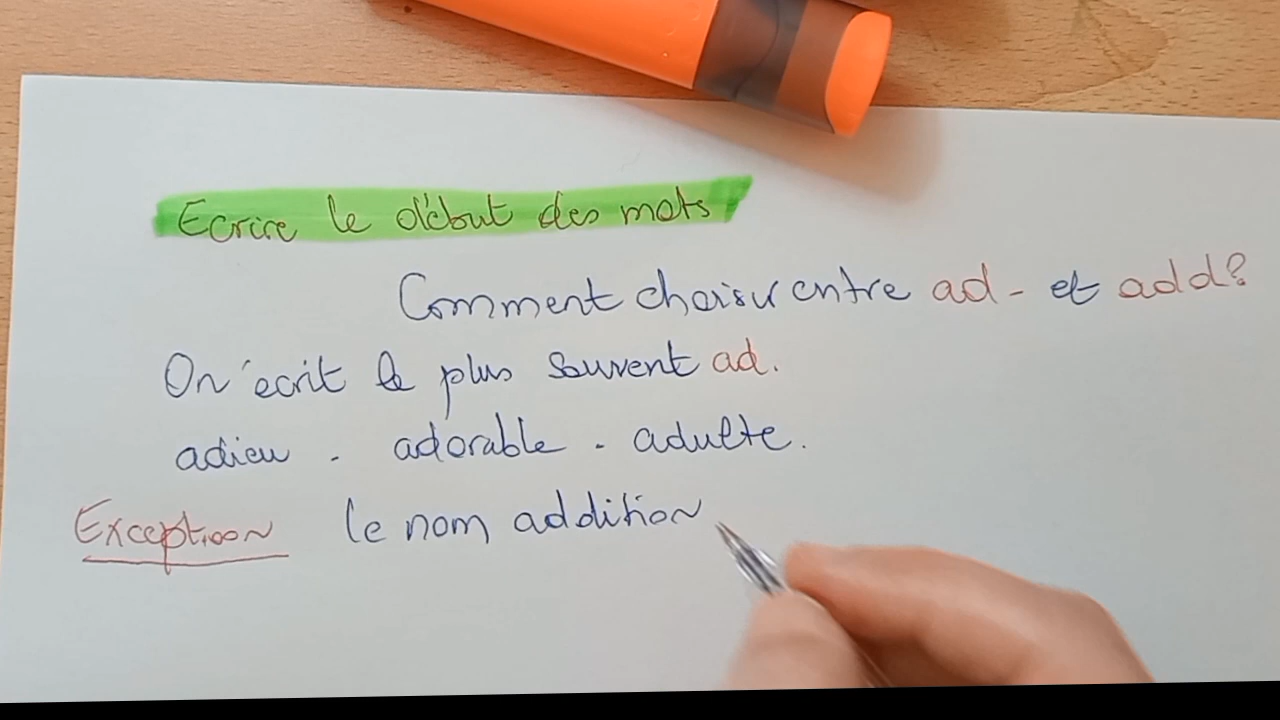 Ecrire le début des mots
Comment choisir entre ad- et add?
On écrit le plus souvent ad.
adieu - adorable - adulte.
Exception le nom addition